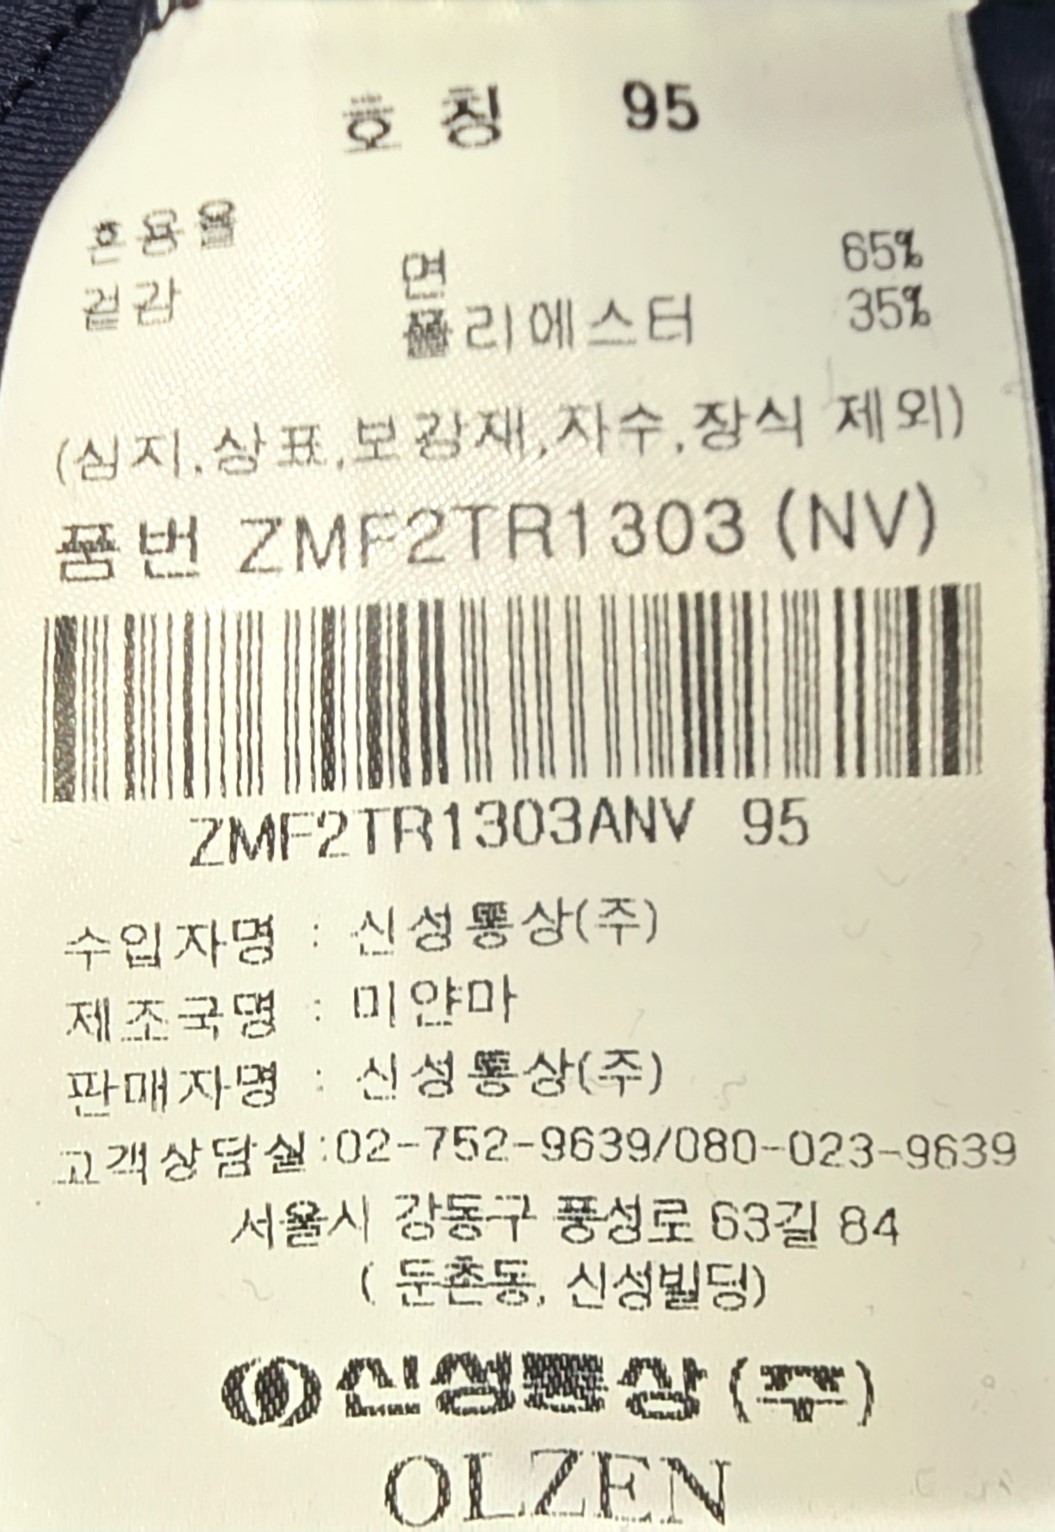 호칭 95
혼용율
겉감 면 65%
폴리에스터 35%
(심지,상표,보강재,자수,장식 제외)
품번 ZMF2TR1303 (NV)
ZMF2TR1303ANV 95
수입자명 : 신성통상(주)
제조국명 : 미얀마
판매자명 : 신성통상(주)
고객상담실:02-752-9639/080-023-9639
서울시 강동구 풍성로 63길 84
( 둔촌동, 신성빌딩)
신성통상(주)
OLZEN